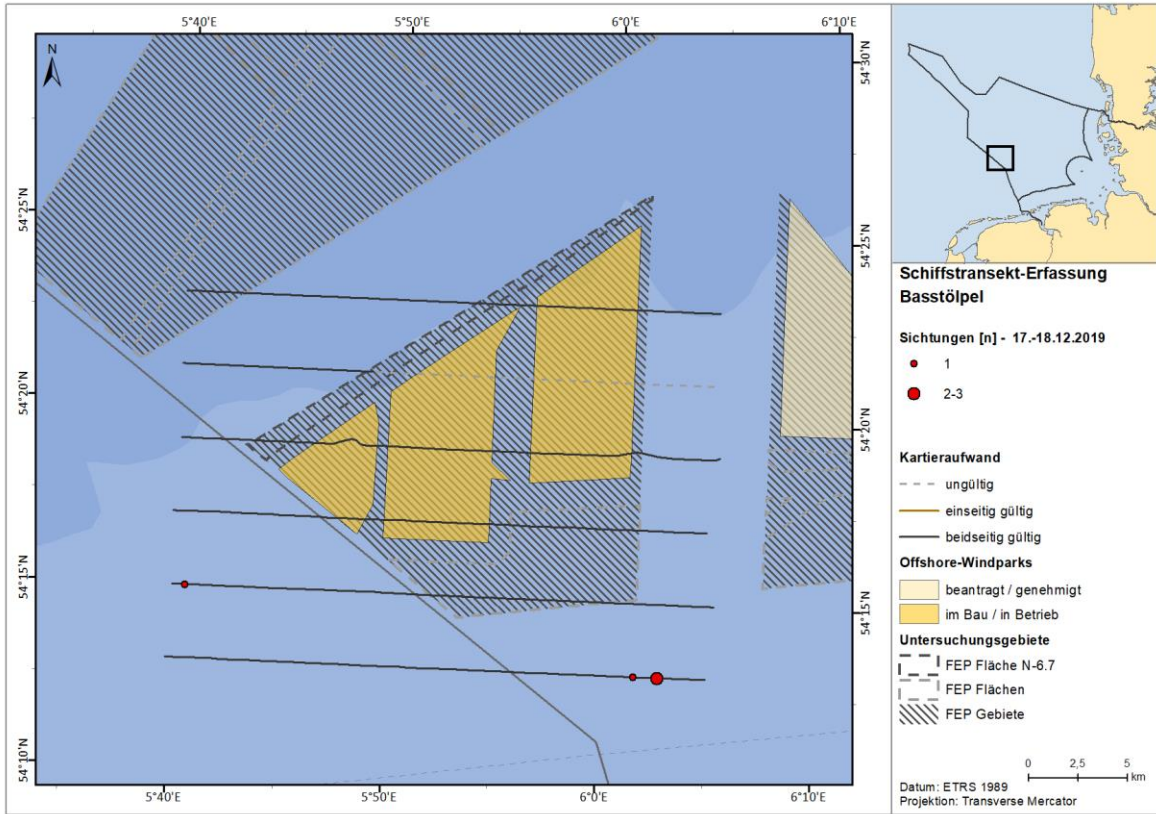 5°40'E
5°50'E
6°0'E
6°10'E
N
54°30'N
54°25'N
54°25'N
54°20'N
54°20'N
54°15'N
54°15'N
54°10'N
54°10'N
5°40'E
5°50'E
6°0'E
6°10'E
Schiffstransekt-Erfassung
Basstölpel
Sichtungen [n] - 17.-18.12.2019
1
2-3
Kartieraufwand
ungültig
einseitig gültig
beidseitig gültig
Offshore-Windparks
beantragt / genehmigt
im Bau / in Betrieb
Untersuchungsgebiete
FEP Fläche N-6.7
FEP Flächen
FEP Gebiete
0 2,5 5
km
Datum: ETRS 1989
Projektion: Transverse Mercator